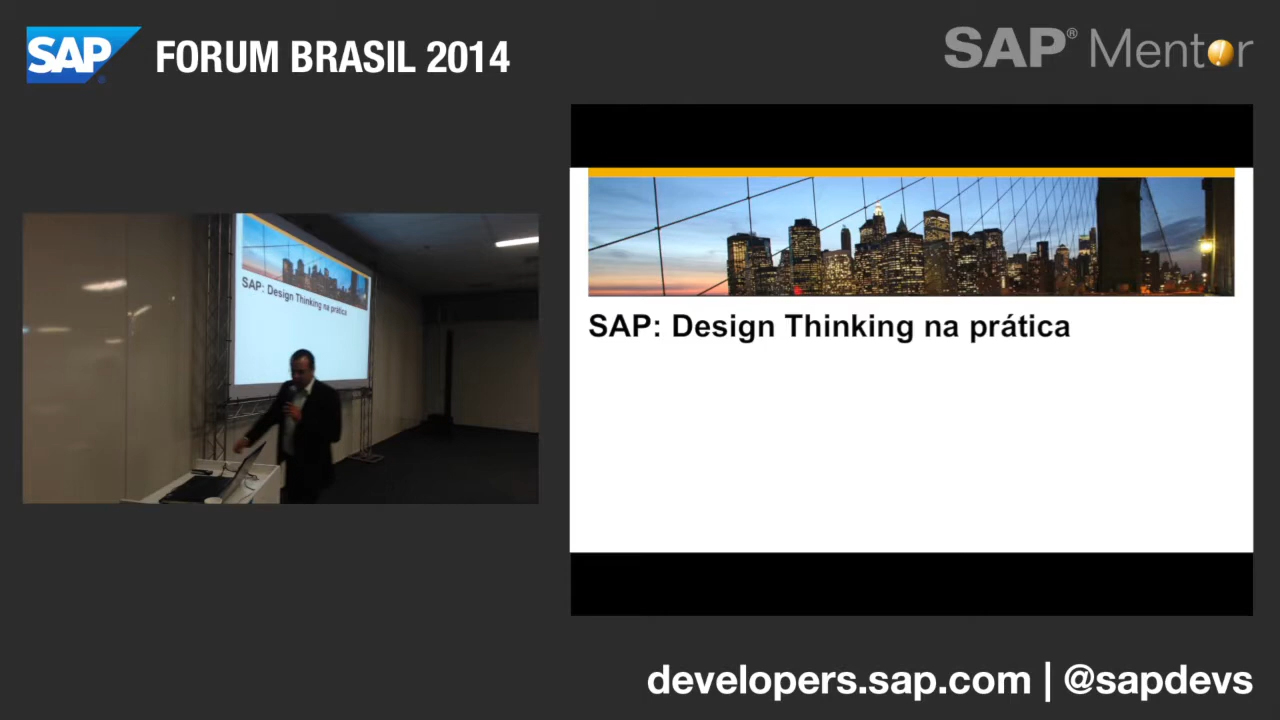 SAP FORUM BRASIL 2014
SAP® Mentor
SAP: Design Thinking na prática
SAP: Design Thinking na prática
developers.sap.com | @sapdevs